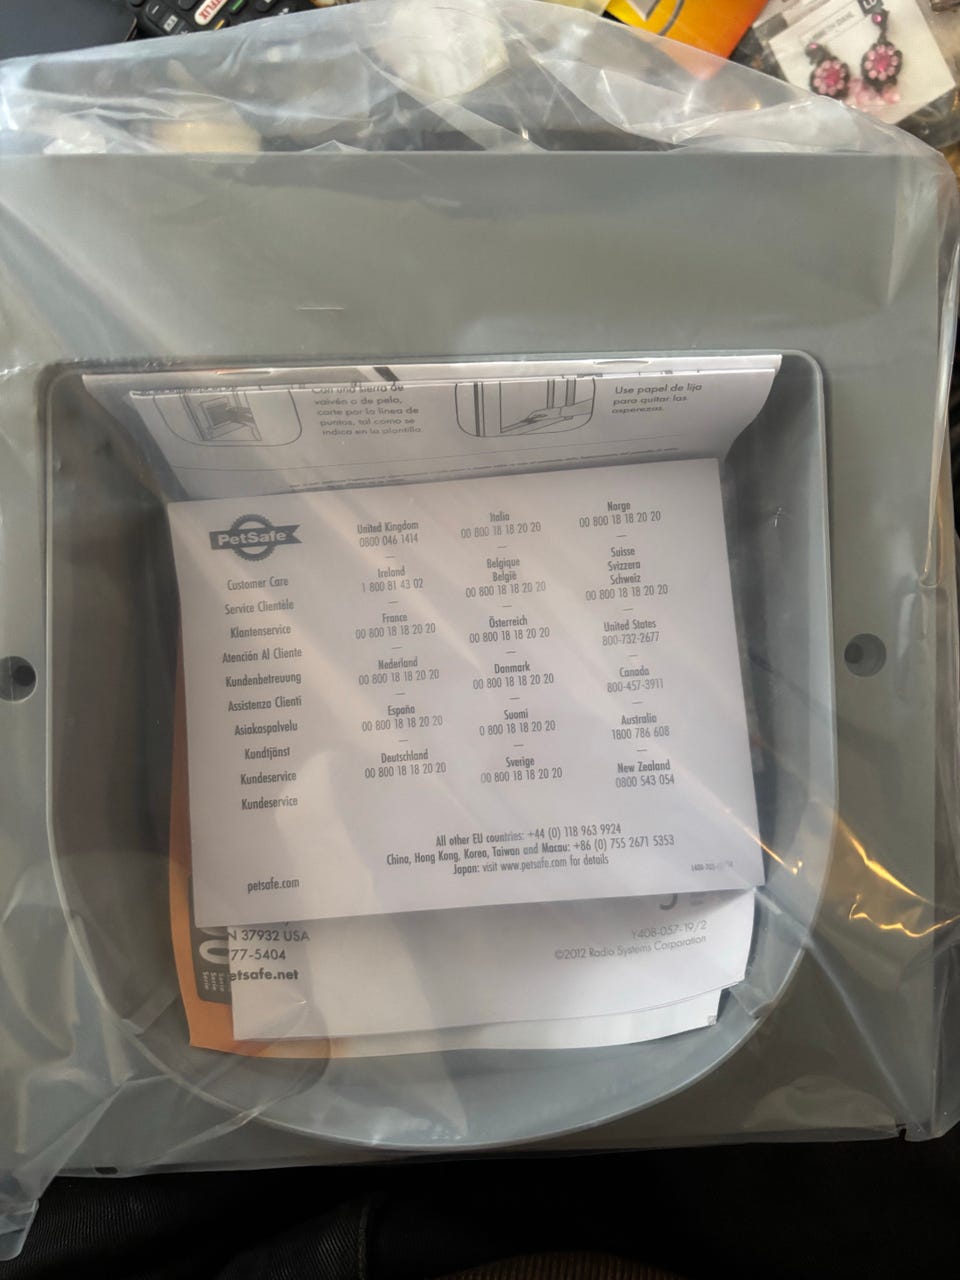 NETFLIX
vaivén o de pelo,
corte por la línea de
puntos, tal como se
indica en la plantilla.
Use papel de lija
para quitar las
asperezas.
PetSafe
Customer Care
Service Clientèle
Klantenservice
Atención Al Cliente
Kundenbetreuung
Assistenza Clienti
Asiakaspalvelu
Kundtjänst
Kundeservice
Kundeservice
petsafe.com
United Kingdom
0800 046 1414
—
Ireland
1 800 81 43 02
—
France
00 800 18 18 20 20
—
Nederland
00 800 18 18 20 20
—
España
00 800 18 18 20 20
—
Deutschland
00 800 18 18 20 20
Italia
00 800 18 18 20 20
—
Belgique
België
00 800 18 18 20 20
—
Österreich
00 800 18 18 20 20
—
Danmark
00 800 18 18 20 20
—
Suomi
0 800 18 18 20 20
—
Sverige
00 800 18 18 20 20
Norge
00 800 18 18 20 20
—
Suisse
Svizzera
Schweiz
00 800 18 18 20 20
—
United States
800-732-2677
—
Canada
800-457-3911
—
Australia
1800 786 608
—
New Zealand
0800 543 054
All other EU countries: +44 (0) 118 963 9924
China, Hong Kong, Korea, Taiwan and Macau: +86 (0) 755 2671 5353
Japan: visit www.petsafe.com for details
N 37932 USA
77-5404
etsafe.net
Serie
Serie
Serie
Y408-057-19/2
©2012 Radio Systems Corporation